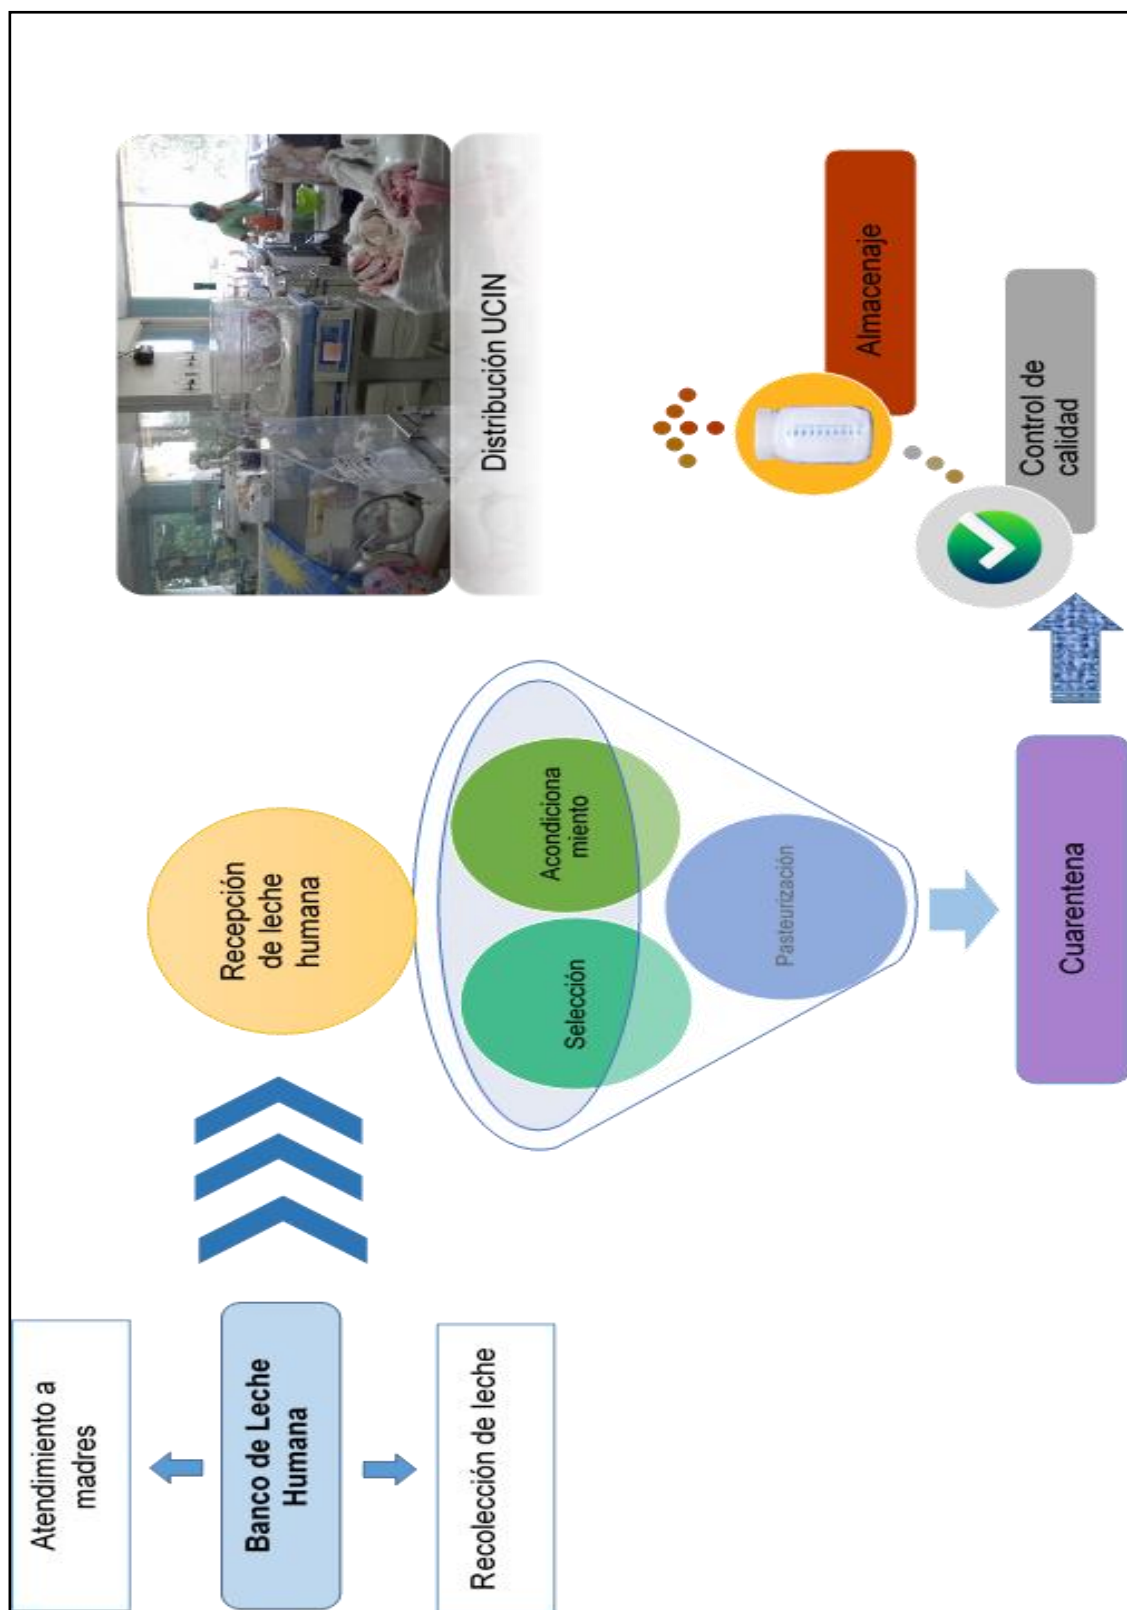 Atendimiento a
madres
Banco de Leche
Humana
Recolección de leche
Recepción
de leche
humana
Selección
Acondiciona
miento
Pasteurización
Cuarentena
Control de
calidad
Almacenaje
Distribución UCIN